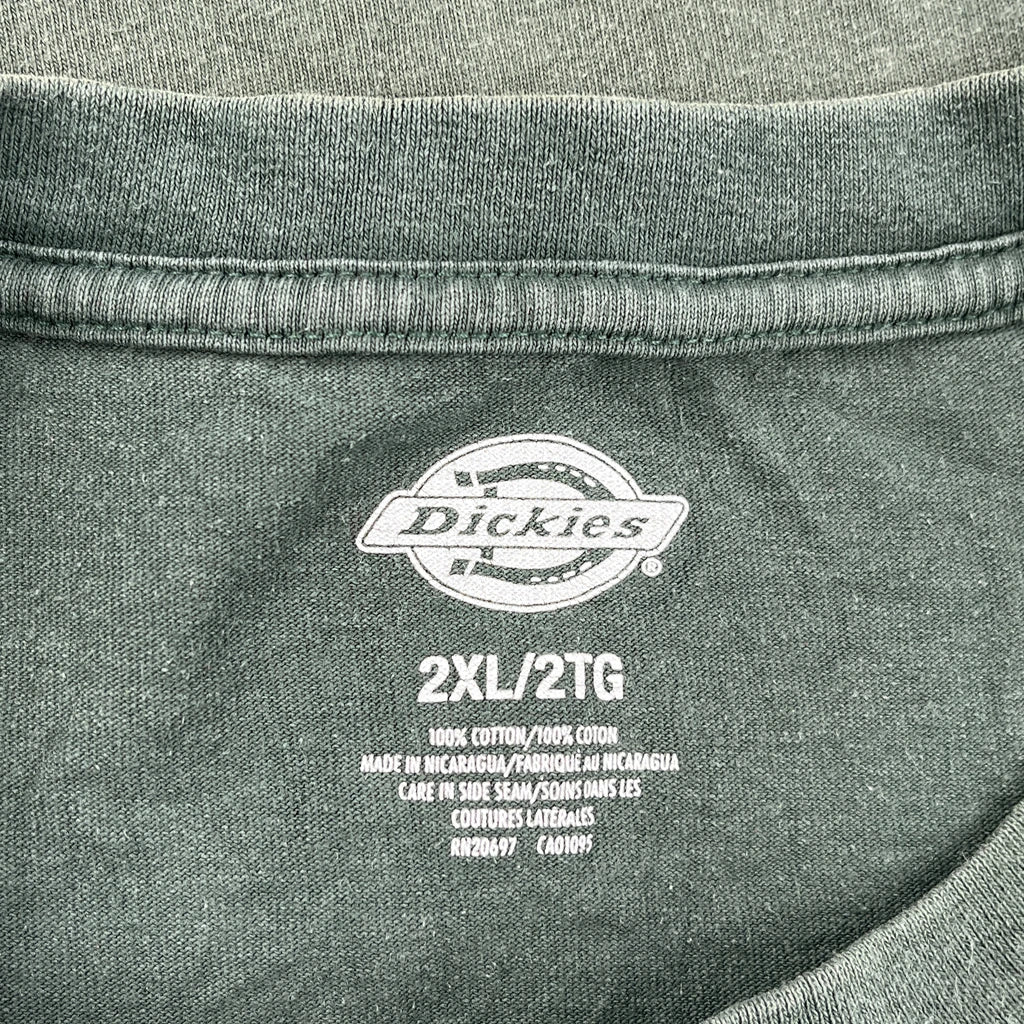 Dickies®
2XL/2TG
100% COTTON/100% COTON
MADE IN NICARAGUA/FABRIQUÉ AU NICARAGUA
CARE IN SIDE SEAM/SOINS DANS LES
COUTURES LATÉRALES
RN20697 CA01095